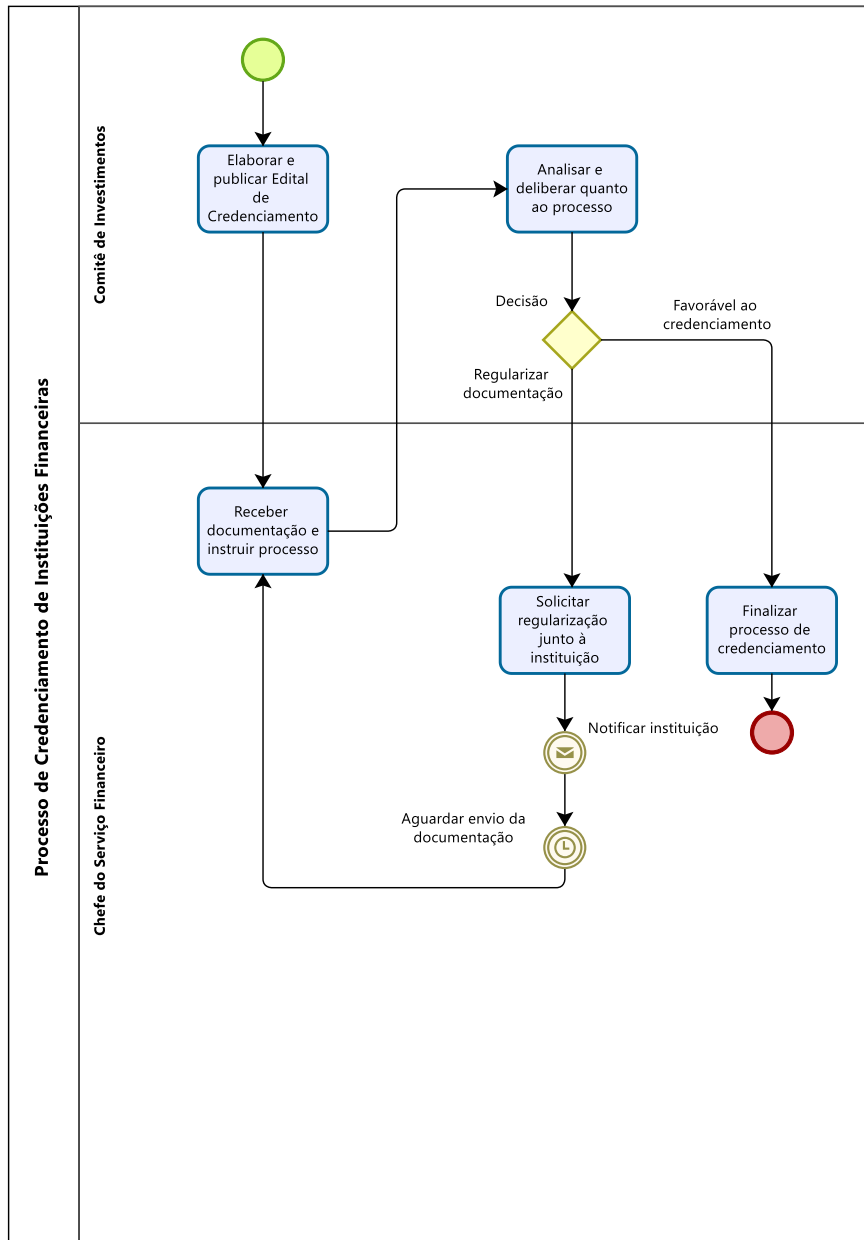 Processo de Credenciamento de Instituições Financeiras
Comitê de Investimentos
Elaborar e
publicar Edital
de
Credenciamento
Analisar e
deliberar quanto
ao processo
Decisão
Favorável ao
credenciamento
Regularizar
documentação
Chefe do Serviço Financeiro
Receber
documentação e
instruir processo
Solicitar
regularização
junto à
instituição
Finalizar
processo de
credenciamento
Notificar instituição
Aguardar envio da
documentação